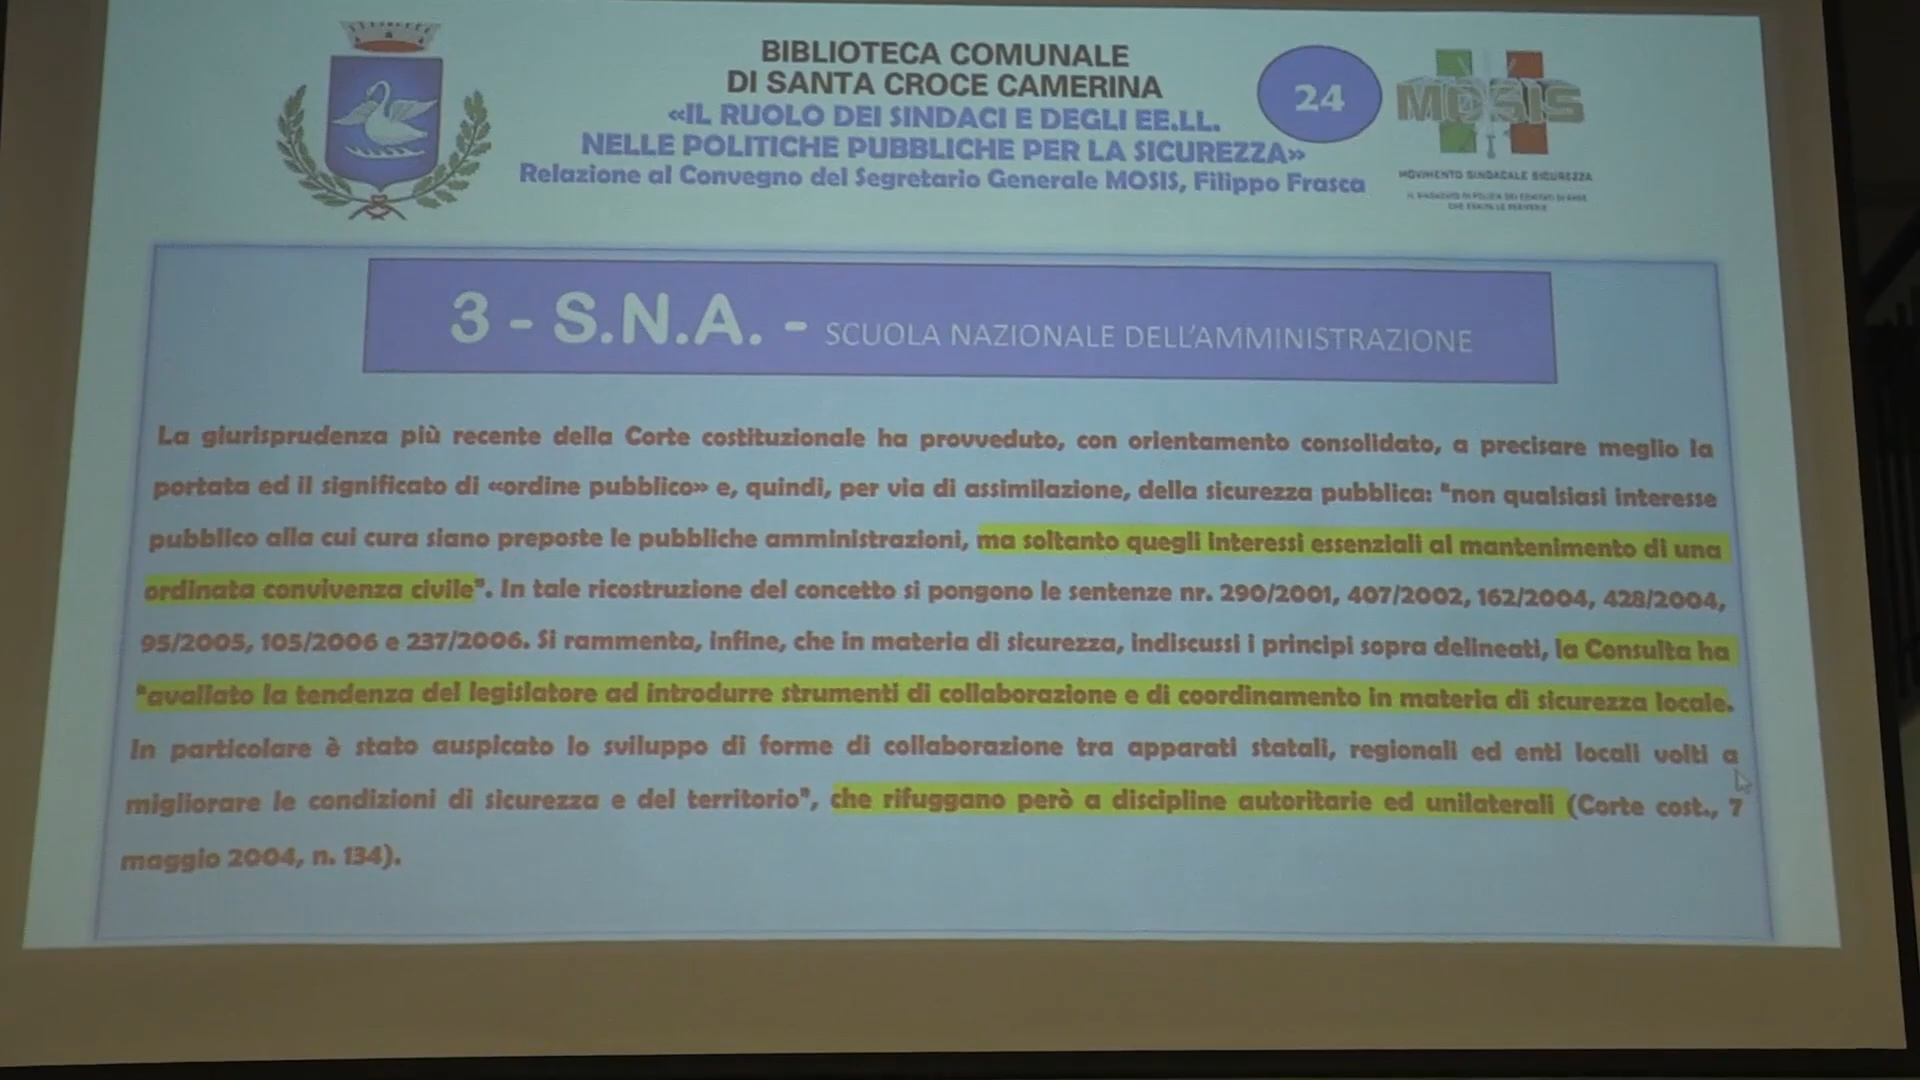 BIBLIOTECA COMUNALE
DI SANTA CROCE CAMERINA
«IL RUOLO DEI SINDACI E DEGLI EE.LL.
NELLE POLITICHE PUBBLICHE PER LA SICUREZZA»
Relazione al Convegno del Segretario Generale MOSIS, Filippo Frasca
24
MOSIS
MOVIMENTO SINDACALE SICUREZZA
3 - S.N.A. - SCUOLA NAZIONALE DELL'AMMINISTRAZIONE
La giurisprudenza più recente della Corte costituzionale ha provveduto, con orientamento consolidato, a precisare meglio la
portata ed il significato di «ordine pubblico» e, quindi, per via di assimilazione, della sicurezza pubblica: "non qualsiasi interesse
pubblico alla cui cura siano preposte le pubbliche amministrazioni, ma soltanto quegli interessi essenziali al mantenimento di una
ordinata convivenza civile". In tale ricostruzione del concetto si pongono le sentenze nr. 290/2001, 407/2002, 162/2004, 428/2004,
95/2005, 105/2006 e 237/2006. Si rammenta, infine, che in materia di sicurezza, indiscussi i principi sopra delineati, la Consulta ha
"avallato la tendenza del legislatore ad introdurre strumenti di collaborazione e di coordinamento in materia di sicurezza locale.
In particolare è stato auspicato lo sviluppo di forme di collaborazione tra apparati statali, regionali ed enti locali volti a
migliorare le condizioni di sicurezza e del territorio", che rifuggano però a discipline autoritarie ed unilaterali (Corte cost., 7
maggio 2004, n. 134).